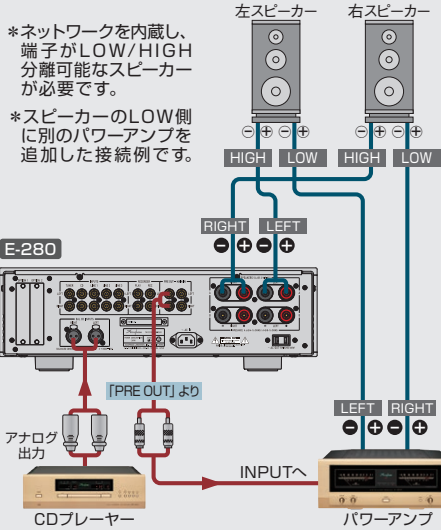 左スピーカー 右スピーカー
*ネットワークを内蔵し、
端子がLOW/HIGH
分離可能なスピーカー
が必要です。
*スピーカーのLOW側
に別のパワーアンプを
追加した接続例です。
⊖⊕ ⊖⊕ ⊖⊕ ⊖⊕
HIGH LOW HIGH LOW
RIGHT LEFT
⊖ ⊕ ⊖ ⊕
E-280
「PRE OUT」より
LEFT RIGHT
⊖ ⊕ ⊖ ⊕
アナログ
出力
INPUTへ
CDプレーヤー パワーアンプ